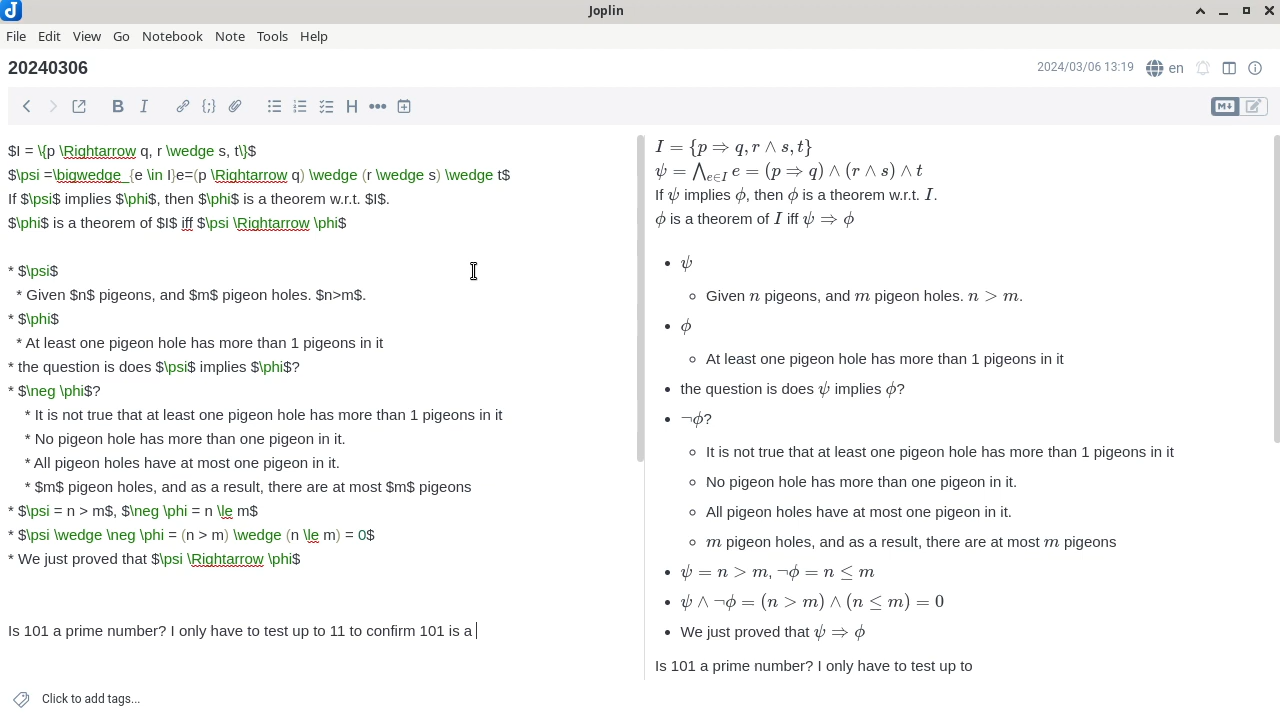 Joplin
File Edit View Go Notebook Note Tools Help
20240306
2024/03/06 13:19 en
B I {;} H ••• M↓
$I = \{p \Rightarrow q, r \wedge s, t\}$
$\psi =\bigwedge_{e \in I}e=(p \Rightarrow q) \wedge (r \wedge s) \wedge t$
If $\psi$ implies $\phi$, then $\phi$ is a theorem w.r.t. $I$.
$\phi$ is a theorem of $I$ iff $\psi \Rightarrow \phi$
* $\psi$
* Given $n$ pigeons, and $m$ pigeon holes. $n>m$.
* $\phi$
* At least one pigeon hole has more than 1 pigeons in it
* the question is does $\psi$ implies $\phi$?
* $\neg \phi$?
* It is not true that at least one pigeon hole has more than 1 pigeons in it
* No pigeon hole has more than one pigeon in it.
* All pigeon holes have at most one pigeon in it.
* $m$ pigeon holes, and as a result, there are at most $m$ pigeons
* $\psi = n > m$, $\neg \phi = n \le m$
* $\psi \wedge \neg \phi = (n > m) \wedge (n \le m) = 0$
* We just proved that $\psi \Rightarrow \phi$
Is 101 a prime number? I only have to test up to 11 to confirm 101 is a
I = {p ⇒ q, r ∧ s, t}
ψ = ⋀e∈I e = (p ⇒ q) ∧ (r ∧ s) ∧ t
If ψ implies ϕ, then ϕ is a theorem w.r.t. I.
ϕ is a theorem of I iff ψ ⇒ ϕ
• ψ
◦ Given n pigeons, and m pigeon holes. n > m.
• ϕ
◦ At least one pigeon hole has more than 1 pigeons in it
• the question is does ψ implies ϕ?
• ¬ϕ?
◦ It is not true that at least one pigeon hole has more than 1 pigeons in it
◦ No pigeon hole has more than one pigeon in it.
◦ All pigeon holes have at most one pigeon in it.
◦ m pigeon holes, and as a result, there are at most m pigeons
• ψ = n > m, ¬ϕ = n ≤ m
• ψ ∧ ¬ϕ = (n > m) ∧ (n ≤ m) = 0
• We just proved that ψ ⇒ ϕ
Is 101 a prime number? I only have to test up to
Click to add tags...